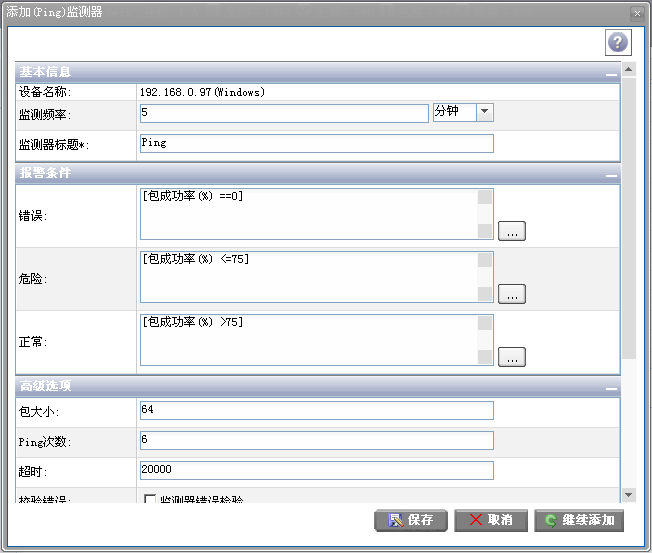 添加(Ping)监测器
基本信息
设备名称: 192.168.0.97(Windows)
监测频率: 5 分钟
监测器标题*: Ping
报警条件
错误: [包成功率(%) ==0]
...
危险: [包成功率(%) <=75]
...
正常: [包成功率(%) >75]
...
高级选项
包大小: 64
Ping次数: 6
超时: 20000
校验错误: 监测器错误检验
保存 取消 继续添加